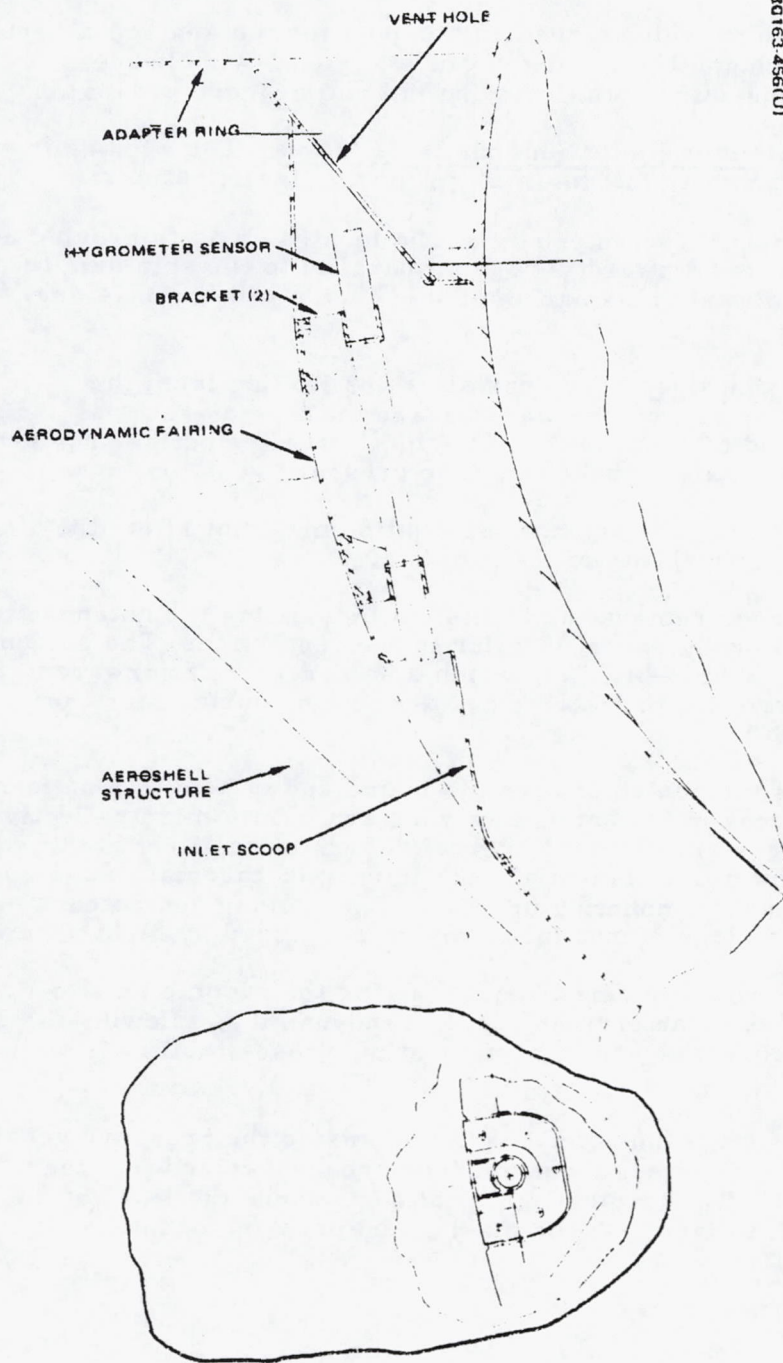 VENT HOLE
ADAPTER RING
HYGROMETER SENSOR
BRACKET (2)
AERODYNAMIC FAIRING
AEROSHELL
STRUCTURE
INLET SCOOP